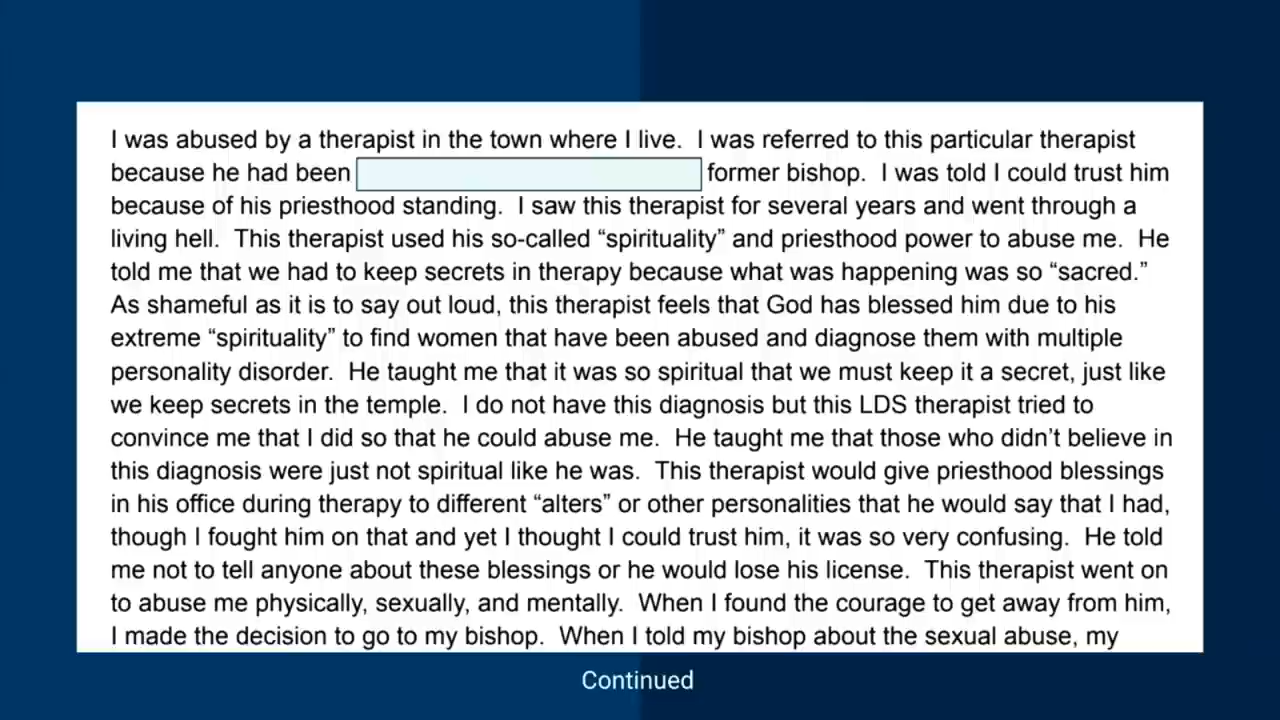 I was abused by a therapist in the town where I live.  I was referred to this particular therapist
because he had been former bishop.  I was told I could trust him
because of his priesthood standing.  I saw this therapist for several years and went through a
living hell.  This therapist used his so-called “spirituality” and priesthood power to abuse me.  He
told me that we had to keep secrets in therapy because what was happening was so “sacred.”
As shameful as it is to say out loud, this therapist feels that God has blessed him due to his
extreme “spirituality” to find women that have been abused and diagnose them with multiple
personality disorder.  He taught me that it was so spiritual that we must keep it a secret, just like
we keep secrets in the temple.  I do not have this diagnosis but this LDS therapist tried to
convince me that I did so that he could abuse me.  He taught me that those who didn’t believe in
this diagnosis were just not spiritual like he was.  This therapist would give priesthood blessings
in his office during therapy to different “alters” or other personalities that he would say that I had,
though I fought him on that and yet I thought I could trust him, it was so very confusing.  He told
me not to tell anyone about these blessings or he would lose his license.  This therapist went on
to abuse me physically, sexually, and mentally.  When I found the courage to get away from him,
I made the decision to go to my bishop.  When I told my bishop about the sexual abuse, my
Continued